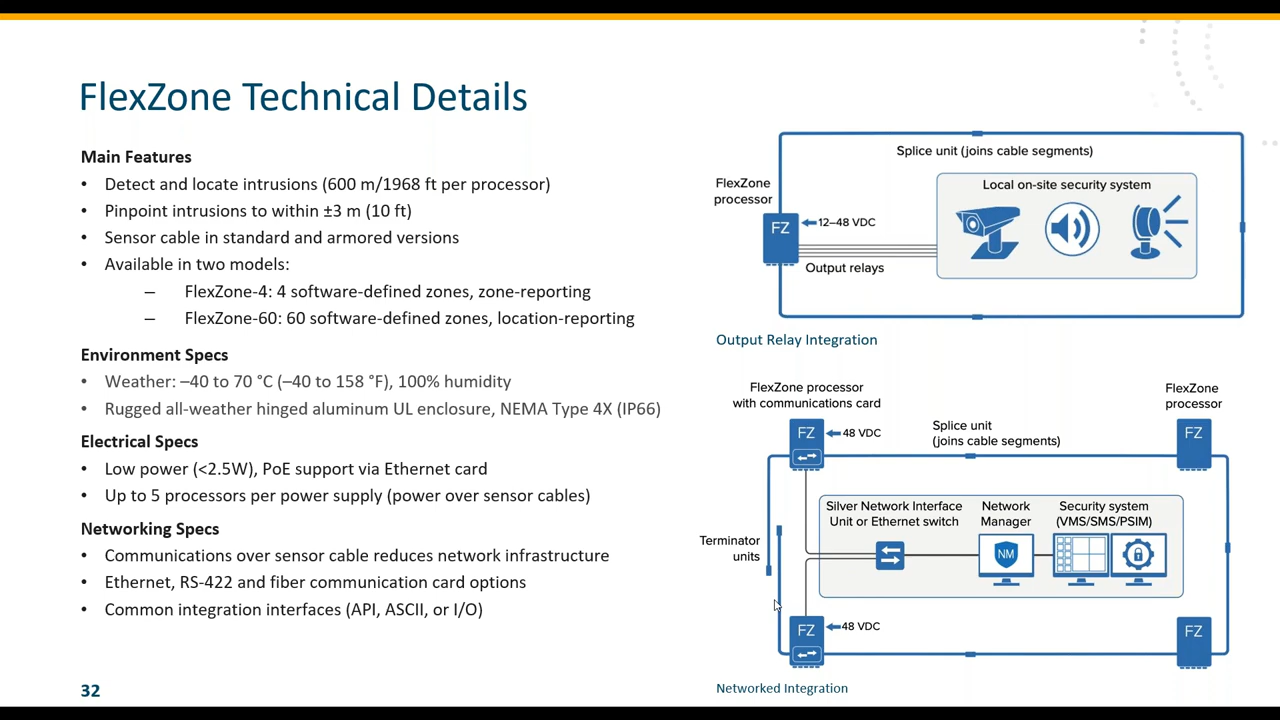 FlexZone Technical Details
Main Features
• Detect and locate intrusions (600 m/1968 ft per processor)
• Pinpoint intrusions to within ±3 m (10 ft)
• Sensor cable in standard and armored versions
• Available in two models:
– FlexZone-4: 4 software-defined zones, zone-reporting
– FlexZone-60: 60 software-defined zones, location-reporting
Environment Specs
• Weather: –40 to 70 °C (–40 to 158 °F), 100% humidity
• Rugged all-weather hinged aluminum UL enclosure, NEMA Type 4X (IP66)
Electrical Specs
• Low power (<2.5W), PoE support via Ethernet card
• Up to 5 processors per power supply (power over sensor cables)
Networking Specs
• Communications over sensor cable reduces network infrastructure
• Ethernet, RS-422 and fiber communication card options
• Common integration interfaces (API, ASCII, or I/O)
32
Splice unit (joins cable segments)
FlexZone
processor
Local on-site security system
FZ
12–48 VDC
Output relays
Output Relay Integration
FlexZone processor
with communications card
FlexZone
processor
FZ
48 VDC
Splice unit
(joins cable segments)
FZ
Silver Network Interface
Unit or Ethernet switch
Network
Manager
Security system
(VMS/SMS/PSIM)
Terminator
units
NM
FZ
48 VDC
FZ
Networked Integration